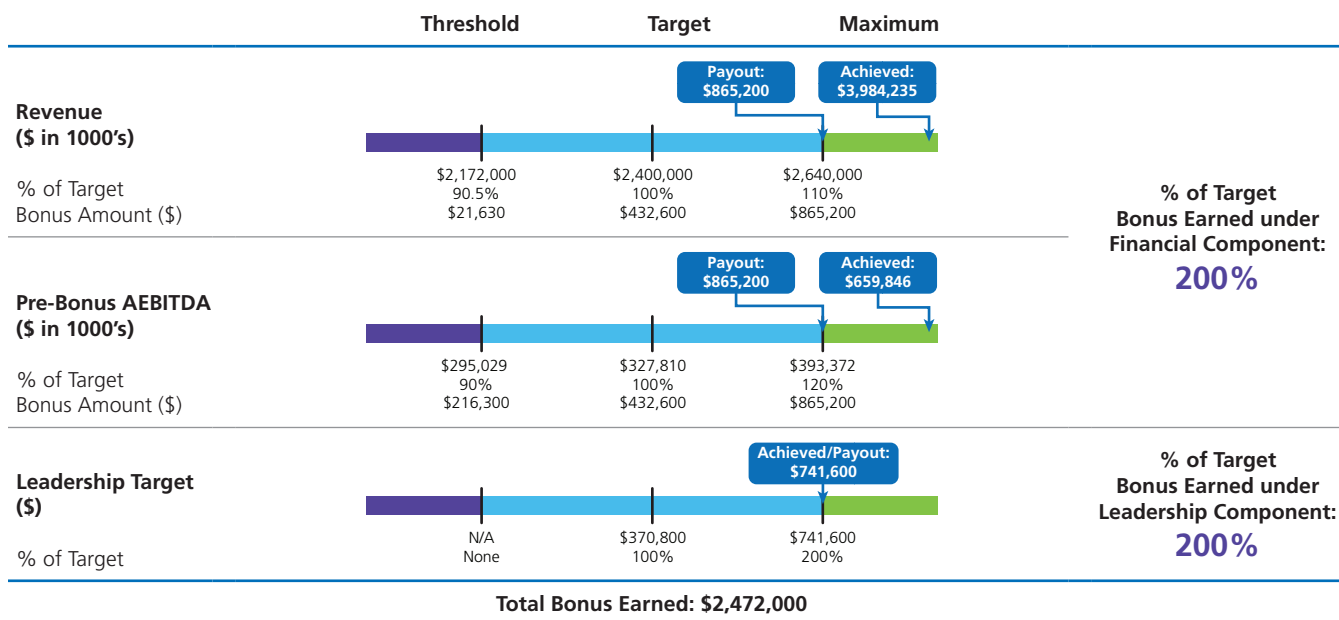 Threshold Target Maximum
Payout: Achieved:
$865,200 $3,984,235
Revenue
($ in 1000's)
$2,172,000 $2,400,000 $2,640,000
% of Target 90.5% 100% 110%
Bonus Amount ($) $21,630 $432,600 $865,200
Payout: Achieved:
$865,200 $659,846
Pre-Bonus AEBITDA
($ in 1000's)
$295,029 $327,810 $393,372
% of Target 90% 100% 120%
Bonus Amount ($) $216,300 $432,600 $865,200
% of Target
Bonus Earned under
Financial Component:
200%
Achieved/Payout:
$741,600
Leadership Target
($)
N/A $370,800 $741,600
% of Target None 100% 200%
% of Target
Bonus Earned under
Leadership Component:
200%
Total Bonus Earned: $2,472,000